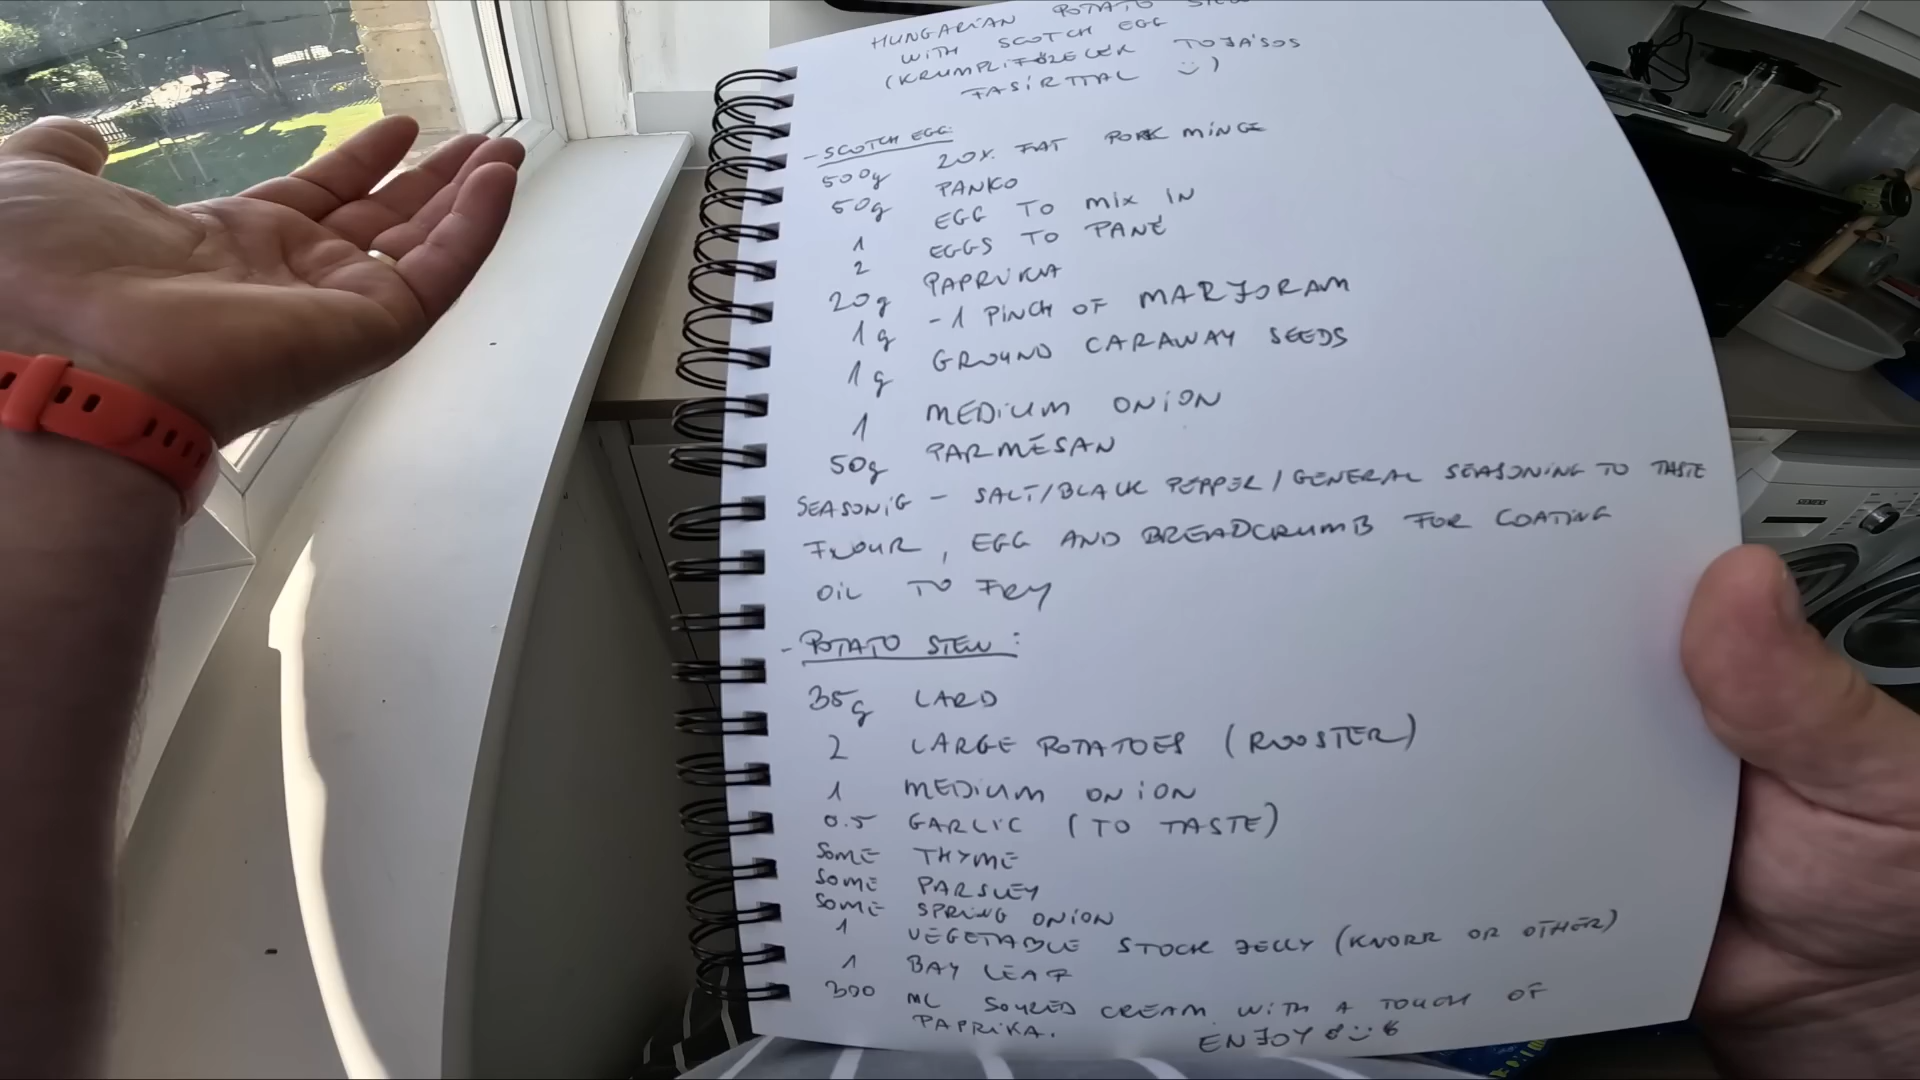 HUNGARIAN POTATO STEW
WITH SCOTCH EGG
(KRUMPLIFŐZELÉK TOJÁSOS
FASÍRTTAL :))
- SCOTCH EGG:
500g 20% FAT PORK MINCE
50g PANKO
1 EGG TO MIX IN
2 EGGS TO PANÉ
20g PAPRIKA
1g -1 PINCH OF MARJORAM
1g GROUND CARAWAY SEEDS
1 MEDIUM ONION
50g PARMESAN
SEASONIG - SALT/BLACK PEPPER/GENERAL SEASONING TO TASTE
FLOUR, EGG AND BREADCRUMB FOR COATING
OIL TO FRY
- POTATO STEW:
35g LARD
2 LARGE POTATOES (ROOSTER)
1 MEDIUM ONION
0.5 GARLIC (TO TASTE)
SOME THYME
SOME PARSLEY
SOME SPRING ONION
1 VEGETABLE STOCK JELLY (KNORR OR OTHER)
1 BAY LEAF
300 ML SOURED CREAM WITH A TOUCH OF
PAPRIKA.
ENJOY
SIEMENS